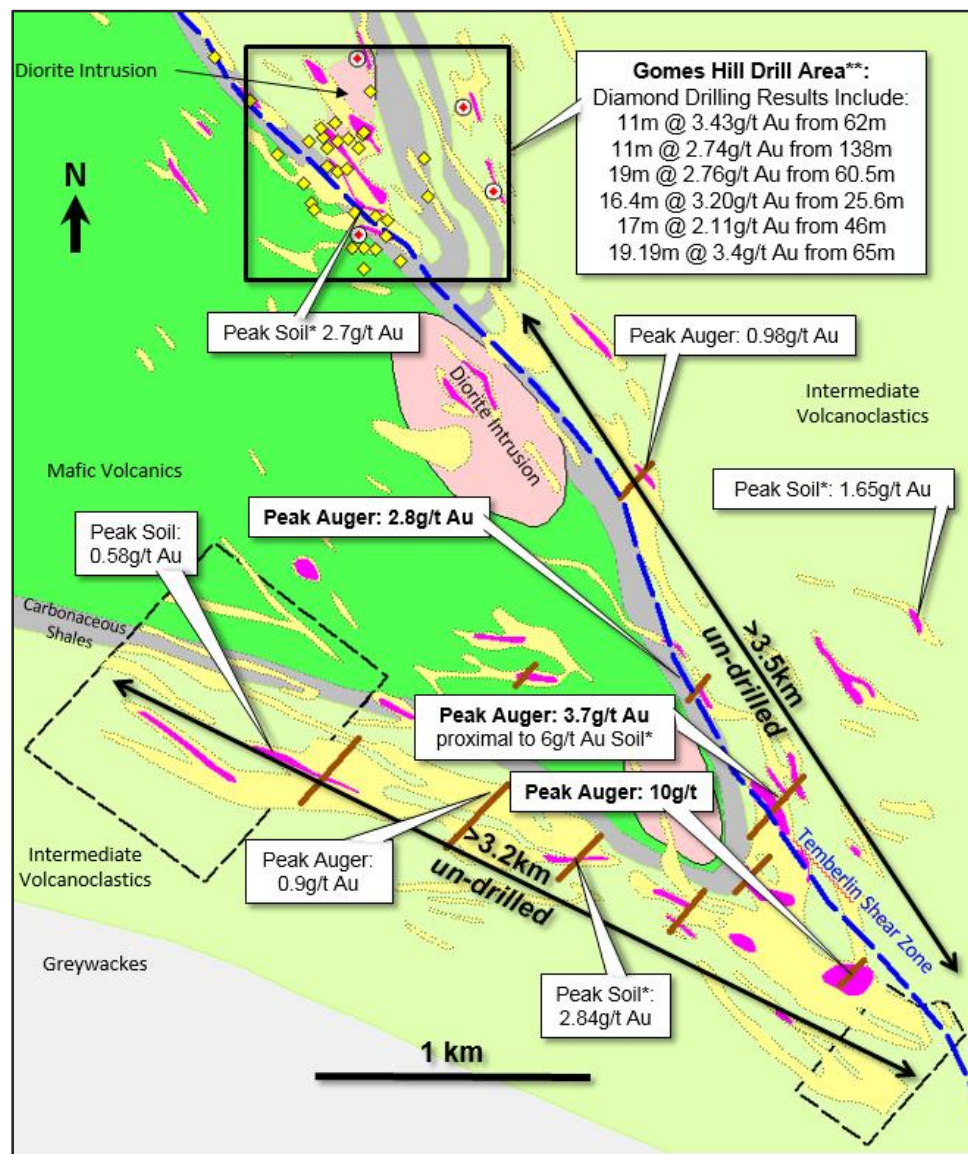 Diorite Intrusion
Gomes Hill Drill Area**:
Diamond Drilling Results Include:
11m @ 3.43g/t Au from 62m
11m @ 2.74g/t Au from 138m
19m @ 2.76g/t Au from 60.5m
16.4m @ 3.20g/t Au from 25.6m
17m @ 2.11g/t Au from 46m
19.19m @ 3.4g/t Au from 65m
N
Peak Soil* 2.7g/t Au
Peak Auger: 0.98g/t Au
Diorite Intrusion
Intermediate
Volcanoclastics
Mafic Volcanics
Peak Soil*: 1.65g/t Au
Peak Auger: 2.8g/t Au
Peak Soil:
0.58g/t Au
Carbonaceous
Shales
>3.5km
un-drilled
Peak Auger: 3.7g/t Au
proximal to 6g/t Au Soil*
Peak Auger: 10g/t
Intermediate
Volcanoclastics
Peak Auger:
0.9g/t Au
>3.2km
un-drilled
Temberlin Shear Zone
Greywackes
Peak Soil*:
2.84g/t Au
1 km